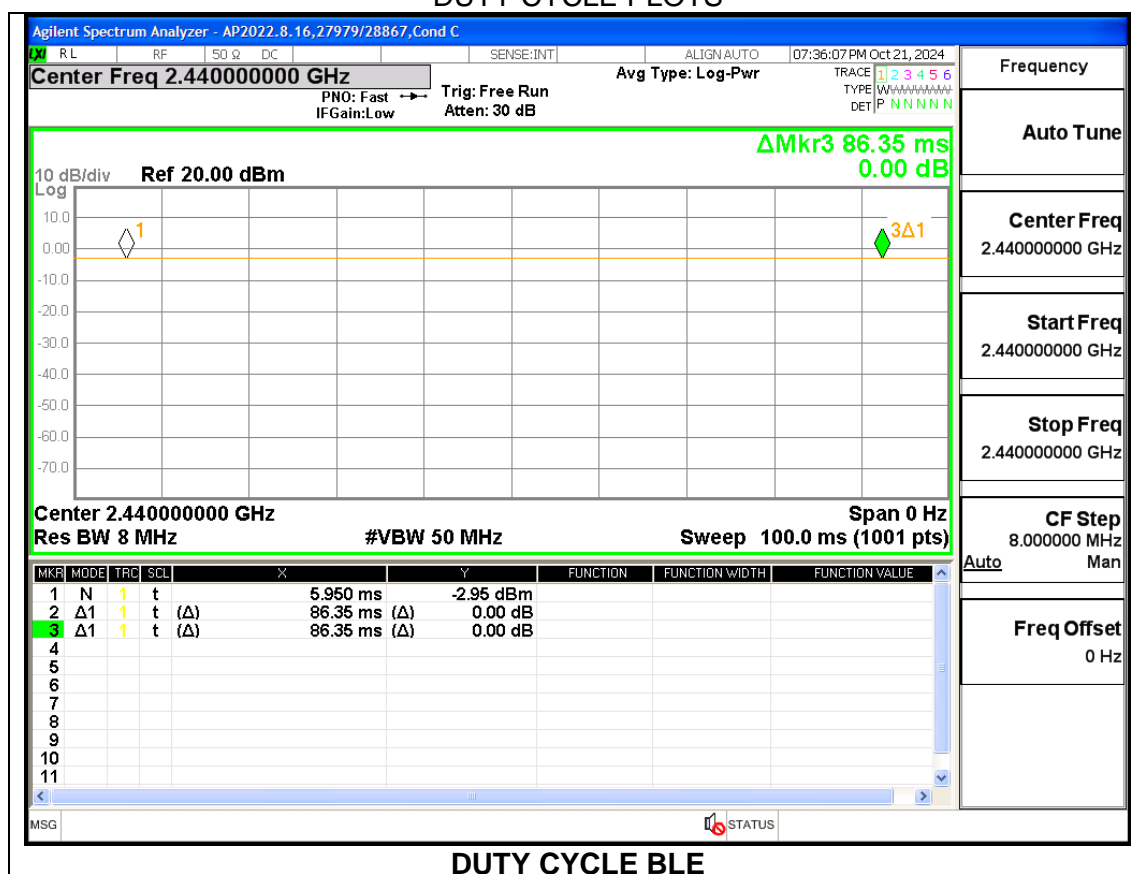 DUTY CYCLE PLOTS
Agilent Spectrum Analyzer - AP2022.8.16,27979/28867,Cond C
LXI RL RF 50 Ω DC SENSE:INT ALIGN AUTO 07:36:07 PM Oct 21, 2024
Center Freq 2.440000000 GHz Avg Type: Log-Pwr TRACE 1 2 3 4 5 6
PNO: Fast Trig: Free Run TYPE WWWWWW
IFGain:Low Atten: 30 dB DET P N N N N N
ΔMkr3 86.35 ms
0.00 dB
10 dB/div Ref 20.00 dBm
Log
10.0
1
3Δ1
0.00
-10.0
-20.0
-30.0
-40.0
-50.0
-60.0
-70.0
Center 2.440000000 GHz Span 0 Hz
Res BW 8 MHz #VBW 50 MHz Sweep 100.0 ms (1001 pts)
MKR MODE TRC SCL X Y FUNCTION FUNCTION WIDTH FUNCTION VALUE
1 N 1 t 5.950 ms -2.95 dBm
2 Δ1 1 t (Δ) 86.35 ms (Δ) 0.00 dB
3 Δ1 1 t (Δ) 86.35 ms (Δ) 0.00 dB
4
5
6
7
8
9
10
11
MSG STATUS
Frequency
Auto Tune
Center Freq
2.440000000 GHz
Start Freq
2.440000000 GHz
Stop Freq
2.440000000 GHz
CF Step
8.000000 MHz
Auto Man
Freq Offset
0 Hz
DUTY CYCLE BLE